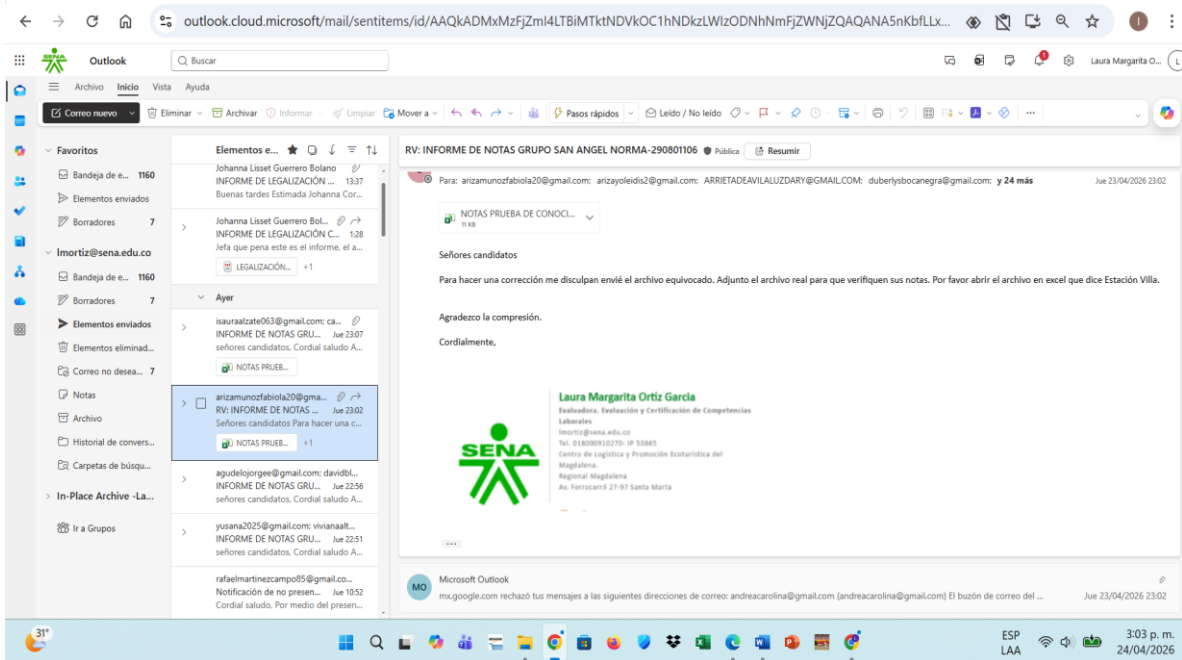 outlook.cloud.microsoft/mail/sentitems/id/AAQkADMxMzFjZmI4LTBiMTktNDVkOC1hNDkzLWIzODNhNmFjZWNjZQAQANA5nKbfLLx...
SENA
Outlook
Buscar
Laura Margarita O...
L
Archivo Inicio Vista Ayuda
Correo nuevo
Eliminar
Archivar
Informar
Limpiar
Mover a
Pasos rápidos
Leído / No leído
Favoritos
Bandeja de e... 1160
Elementos enviados
Borradores 7
lmortiz@sena.edu.co
Bandeja de e... 1160
Borradores 7
Elementos enviados
Elementos eliminad...
Correo no desea... 7
Notas
Archivo
Historial de convers...
Carpetas de búsqu...
In-Place Archive -La...
Ir a Grupos
Elementos e...
Johanna Lisset Guerrero Bolano
INFORME DE LEGALIZACIÓN ... 13:37
Buenas tardes Estimada Johanna Cor...
Johanna Lisset Guerrero Bol...
INFORME DE LEGALIZACIÓN C... 1:28
Jefa que pena este es el informe. el a...
LEGALIZACIÓN... +1
Ayer
isauraalzate063@gmail.com; ca...
INFORME DE NOTAS GRU... Jue 23:07
señores candidatos, Cordial saludo A...
NOTAS PRUEB...
arizamunozfabiola20@gma...
RV: INFORME DE NOTAS ... Jue 23:02
Señores candidatos Para hacer una c...
NOTAS PRUEB... +1
agudelojorgee@gmail.com; davidbl...
INFORME DE NOTAS GRU... Jue 22:56
señores candidatos, Cordial saludo A...
yusana2025@gmail.com; vivianaalt...
INFORME DE NOTAS GRU... Jue 22:51
señores candidatos, Cordial saludo A...
rafaelmartinezcampo85@gmail.co...
Notificación de no presen... Jue 10:52
Cordial saludo, Por medio del presen...
RV: INFORME DE NOTAS GRUPO SAN ANGEL NORMA-290801106 Pública Resumir
Para: arizamunozfabiola20@gmail.com; arizayoleidis2@gmail.com; ARRIETADEAVILALUZDARY@GMAIL.COM; duberlysbocanegra@gmail.com; y 24 más Jue 23/04/2026 23:02
NOTAS PRUEBA DE CONOCI...
11 KB
Señores candidatos
Para hacer una corrección me disculpan envié el archivo equivocado. Adjunto el archivo real para que verifiquen sus notas. Por favor abrir el archivo en excel que dice Estación Villa.
Agradezco la compresión.
Cordialmente,
SENA
Laura Margarita Ortiz Garcia
Evaluadora. Evaluación y Certificación de Competencias
Laborales
lmortiz@sena.edu.co
Tel. 018000910270- IP 53865
Centro de Logística y Promoción Ecoturística del
Magdalena.
Regional Magdalena
Av. Ferrocarril 27-97 Santa Marta
MO
Microsoft Outlook
mx.google.com rechazó tus mensajes a las siguientes direcciones de correo: andreacarolina@gmail.com (andreacarolina@gmail.com) El buzón de correo del ... Jue 23/04/2026 23:02
31°
ESP
LAA
3:03 p. m.
24/04/2026